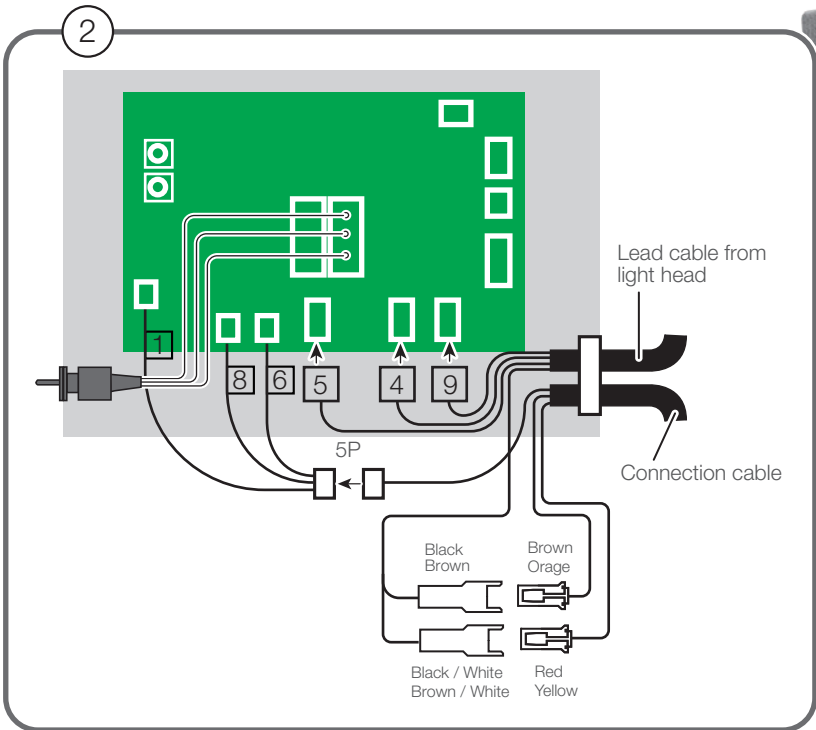 2
Lead cable from
light head
1
8
6
5
4
9
5P
Connection cable
Black
Brown
Brown
Orage
Black / White
Brown / White
Red
Yellow